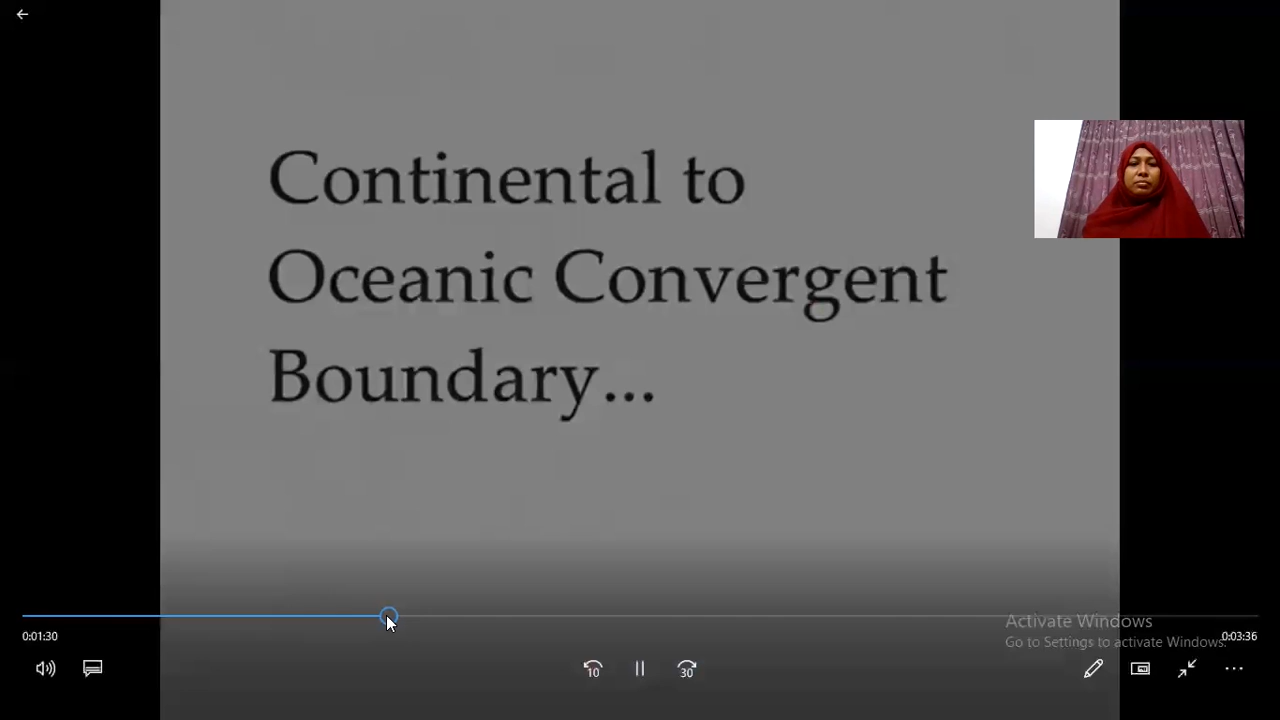 Continental to
Oceanic Convergent
Boundary...
Activate Windows
Go to Settings to activate Windows.
0:01:30
0:03:36
10
30